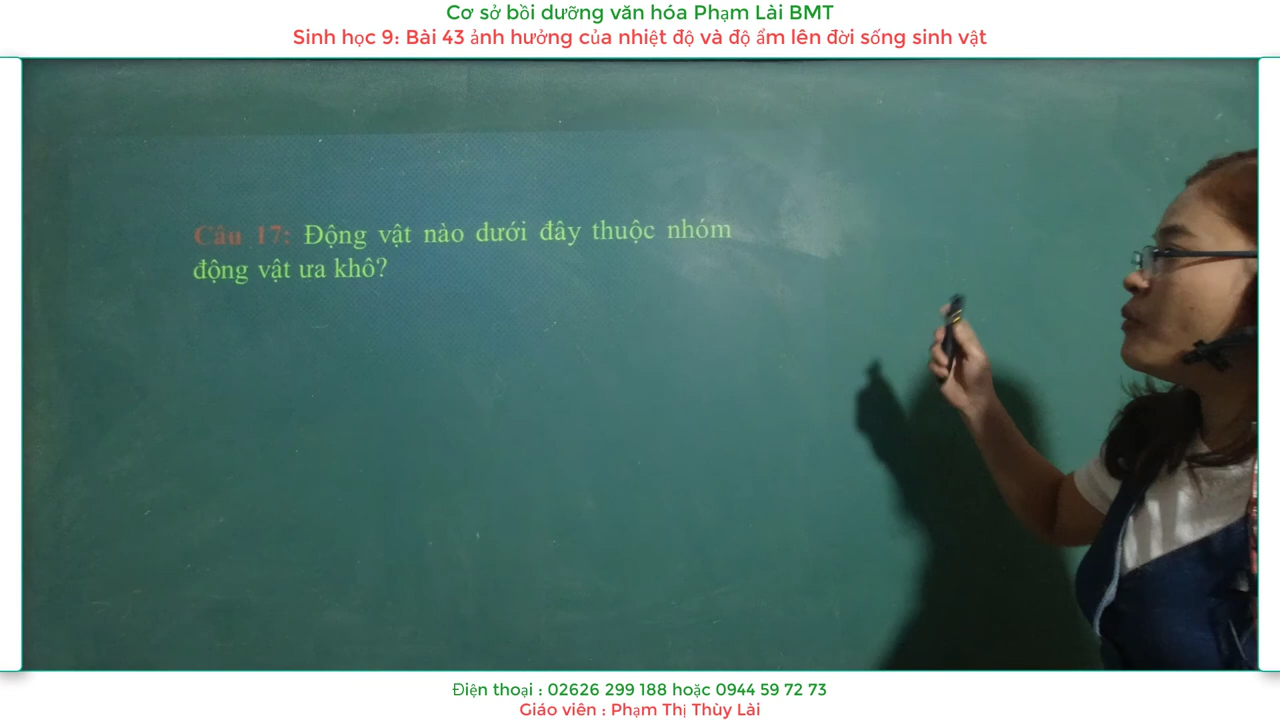 Cơ sở bồi dưỡng văn hóa Phạm Lài BMT
Sinh học 9: Bài 43 ảnh hưởng của nhiệt độ và độ ẩm lên đời sống sinh vật
Câu 17: Động vật nào dưới đây thuộc nhóm
động vật ưa khô?
Điện thoại : 02626 299 188 hoặc 0944 59 72 73
Giáo viên : Phạm Thị Thùy Lài